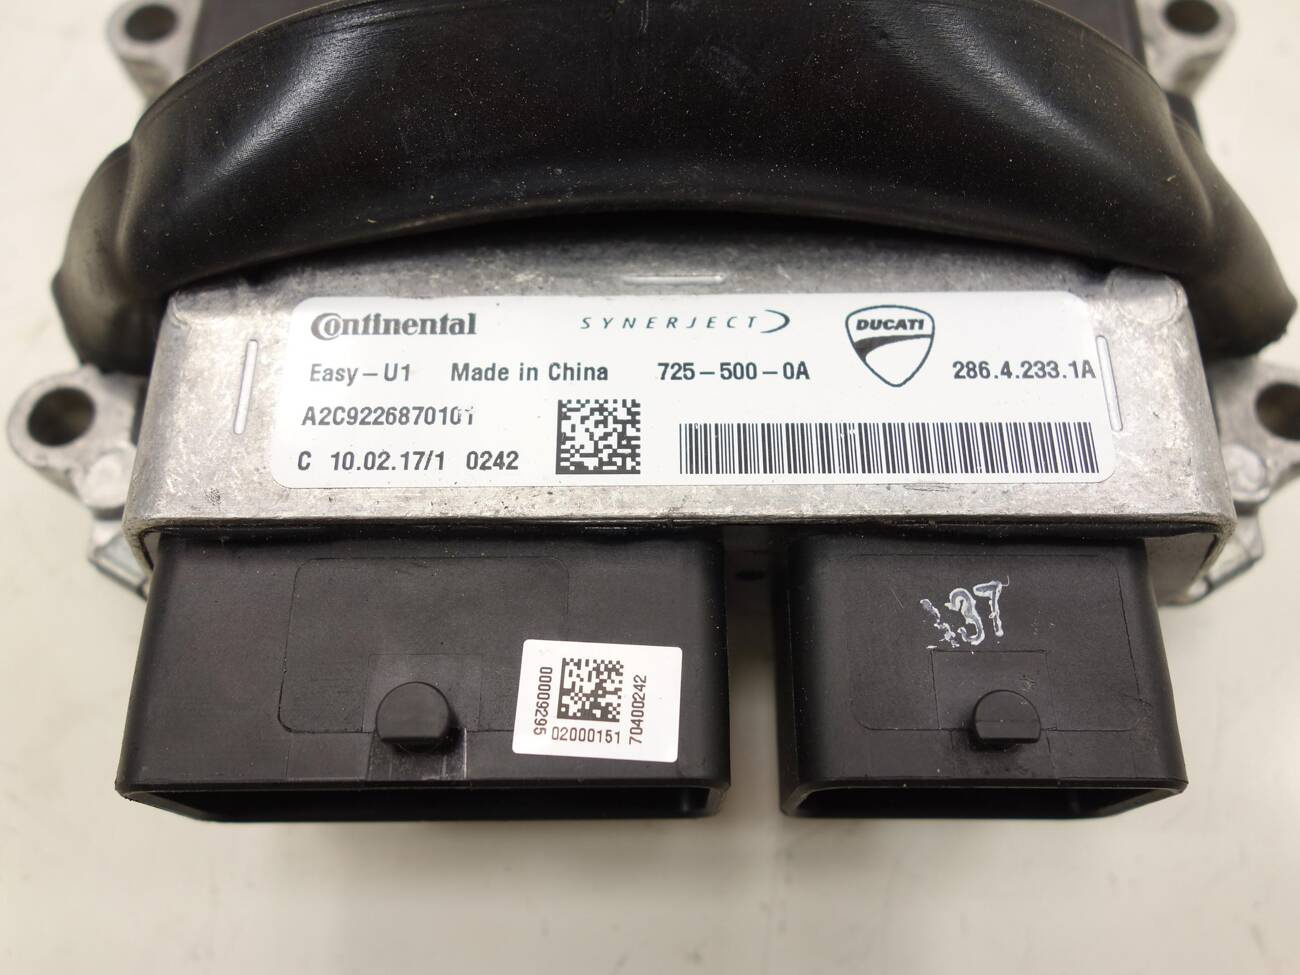 Continental SYNERJECT DUCATI
Easy-U1 Made in China 725-500-0A 286.4.233.1A
A2C9226870101
C 10.02.17/1 0242
00009295
02000151
70400242